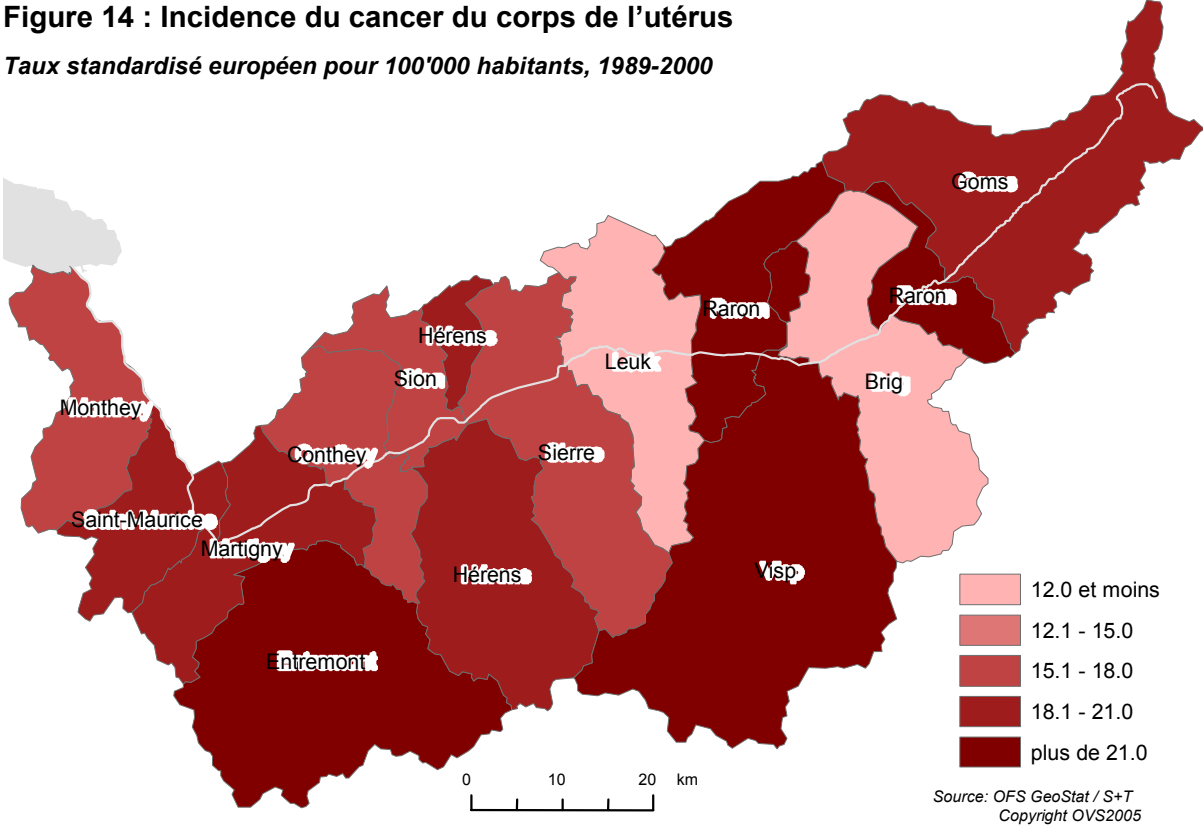 Figure 14 : Incidence du cancer du corps de l’utérus
Taux standardisé européen pour 100'000 habitants, 1989-2000
Goms
Raron
Raron
Hérens
Leuk
Sion
Brig
Monthey
Conthey
Sierre
Saint-Maurice
Martigny
Hérens
Visp
Entremont
12.0 et moins
12.1 - 15.0
15.1 - 18.0
18.1 - 21.0
plus de 21.0
0 10 20 km
Source: OFS GeoStat / S+T
Copyright OVS2005